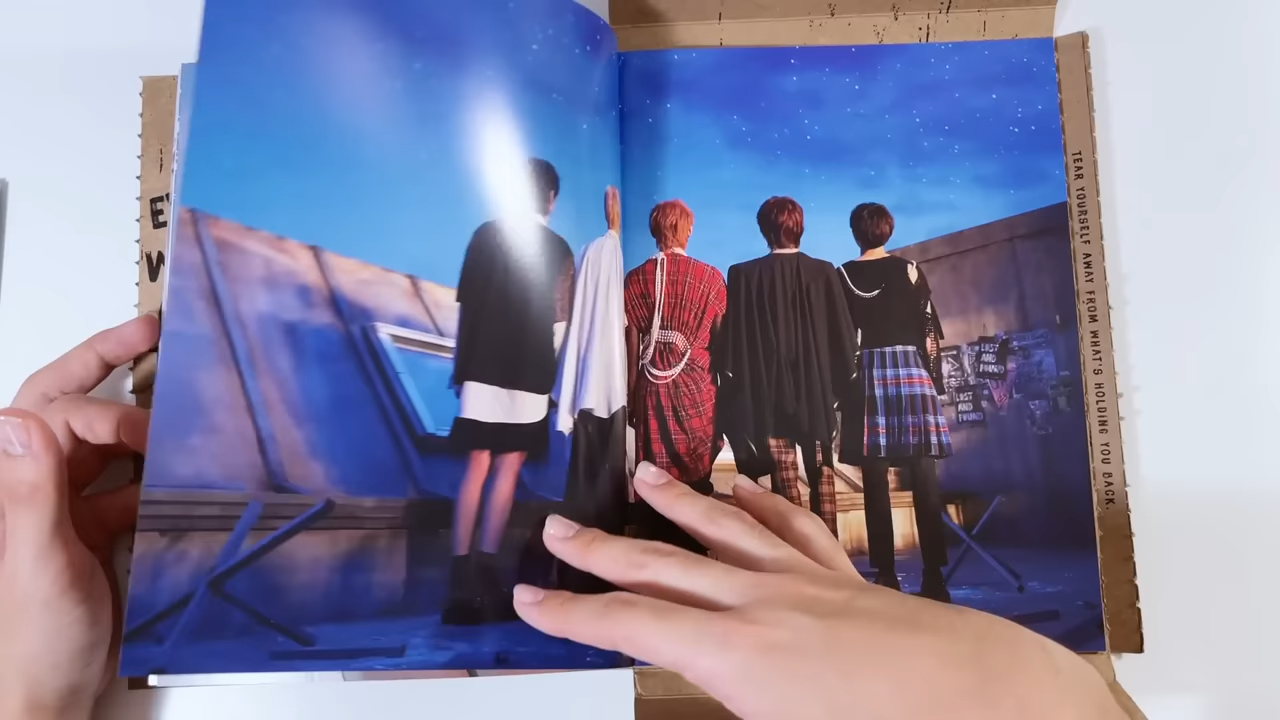 E
W
LOST
AND
FOUND
LOST
AND
FOUND
TEAR YOURSELF AWAY FROM WHAT'S HOLDING YOU BACK.